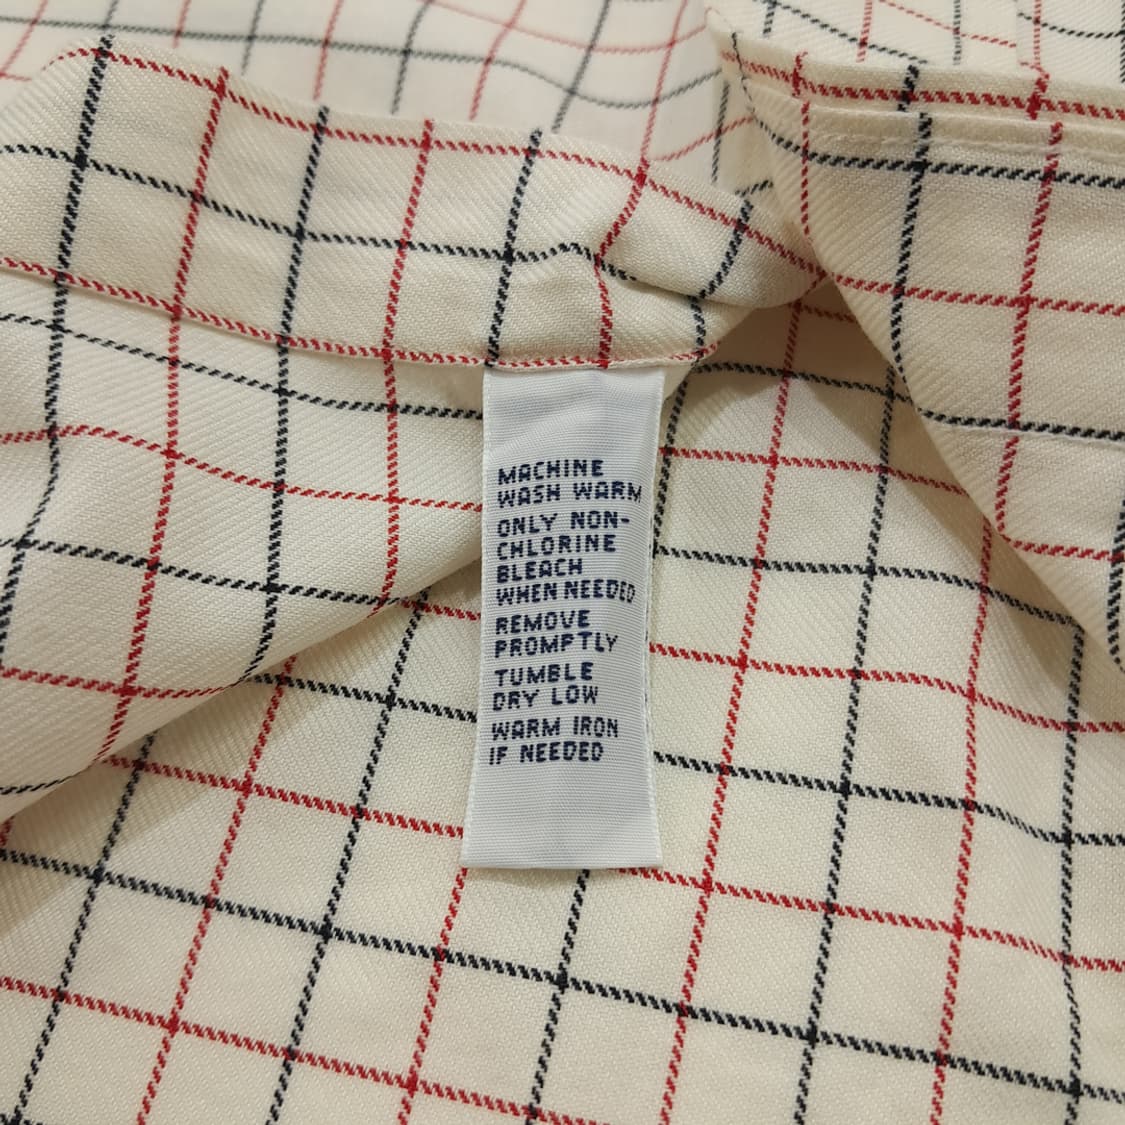 MACHINE
WASH WARM
ONLY NON-
CHLORINE
BLEACH
WHEN NEEDED
REMOVE
PROMPTLY
TUMBLE
DRY LOW
WARM IRON
IF NEEDED